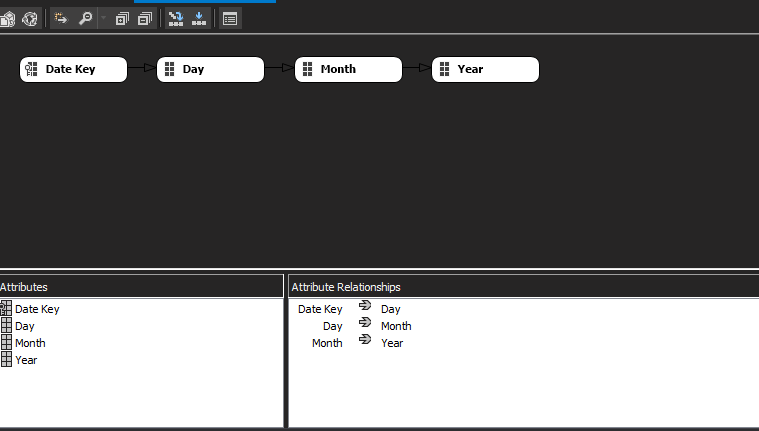 Date Key Day Month Year
Attributes Attribute Relationships
Date Key Date Key Day
Day Day Month
Month Month Year
Year